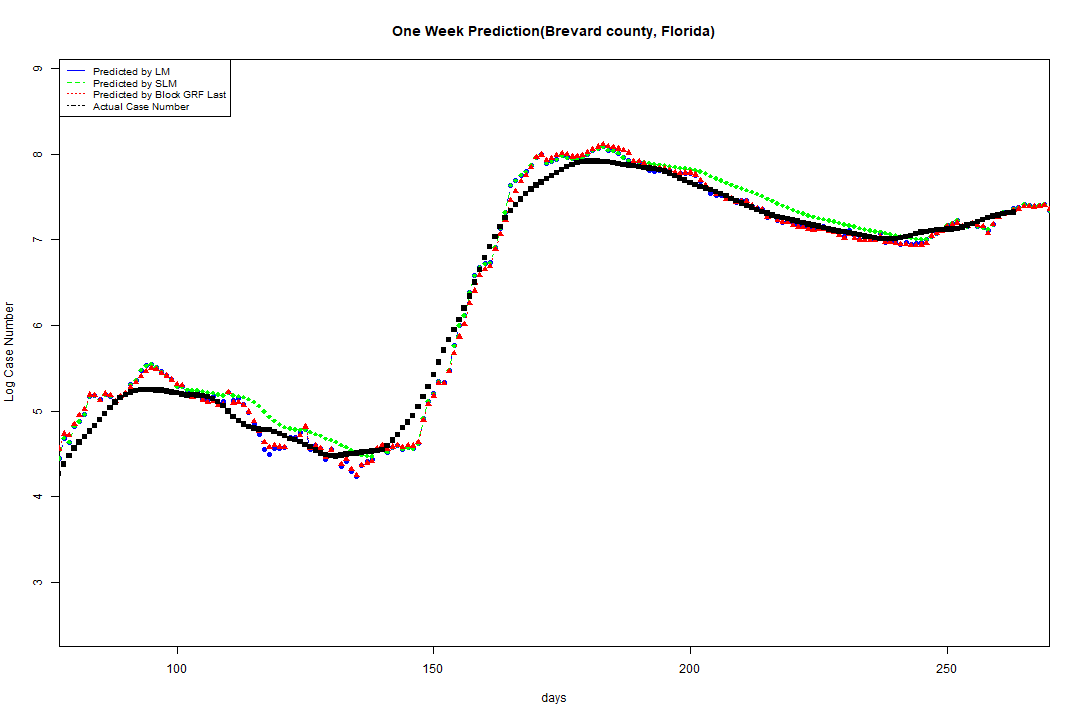 One Week Prediction(Brevard county, Florida)
Predicted by LM
Predicted by SLM
Predicted by Block GRF Last
Actual Case Number
Log Case Number
9
8
7
6
5
4
3
100 150 200 250
days